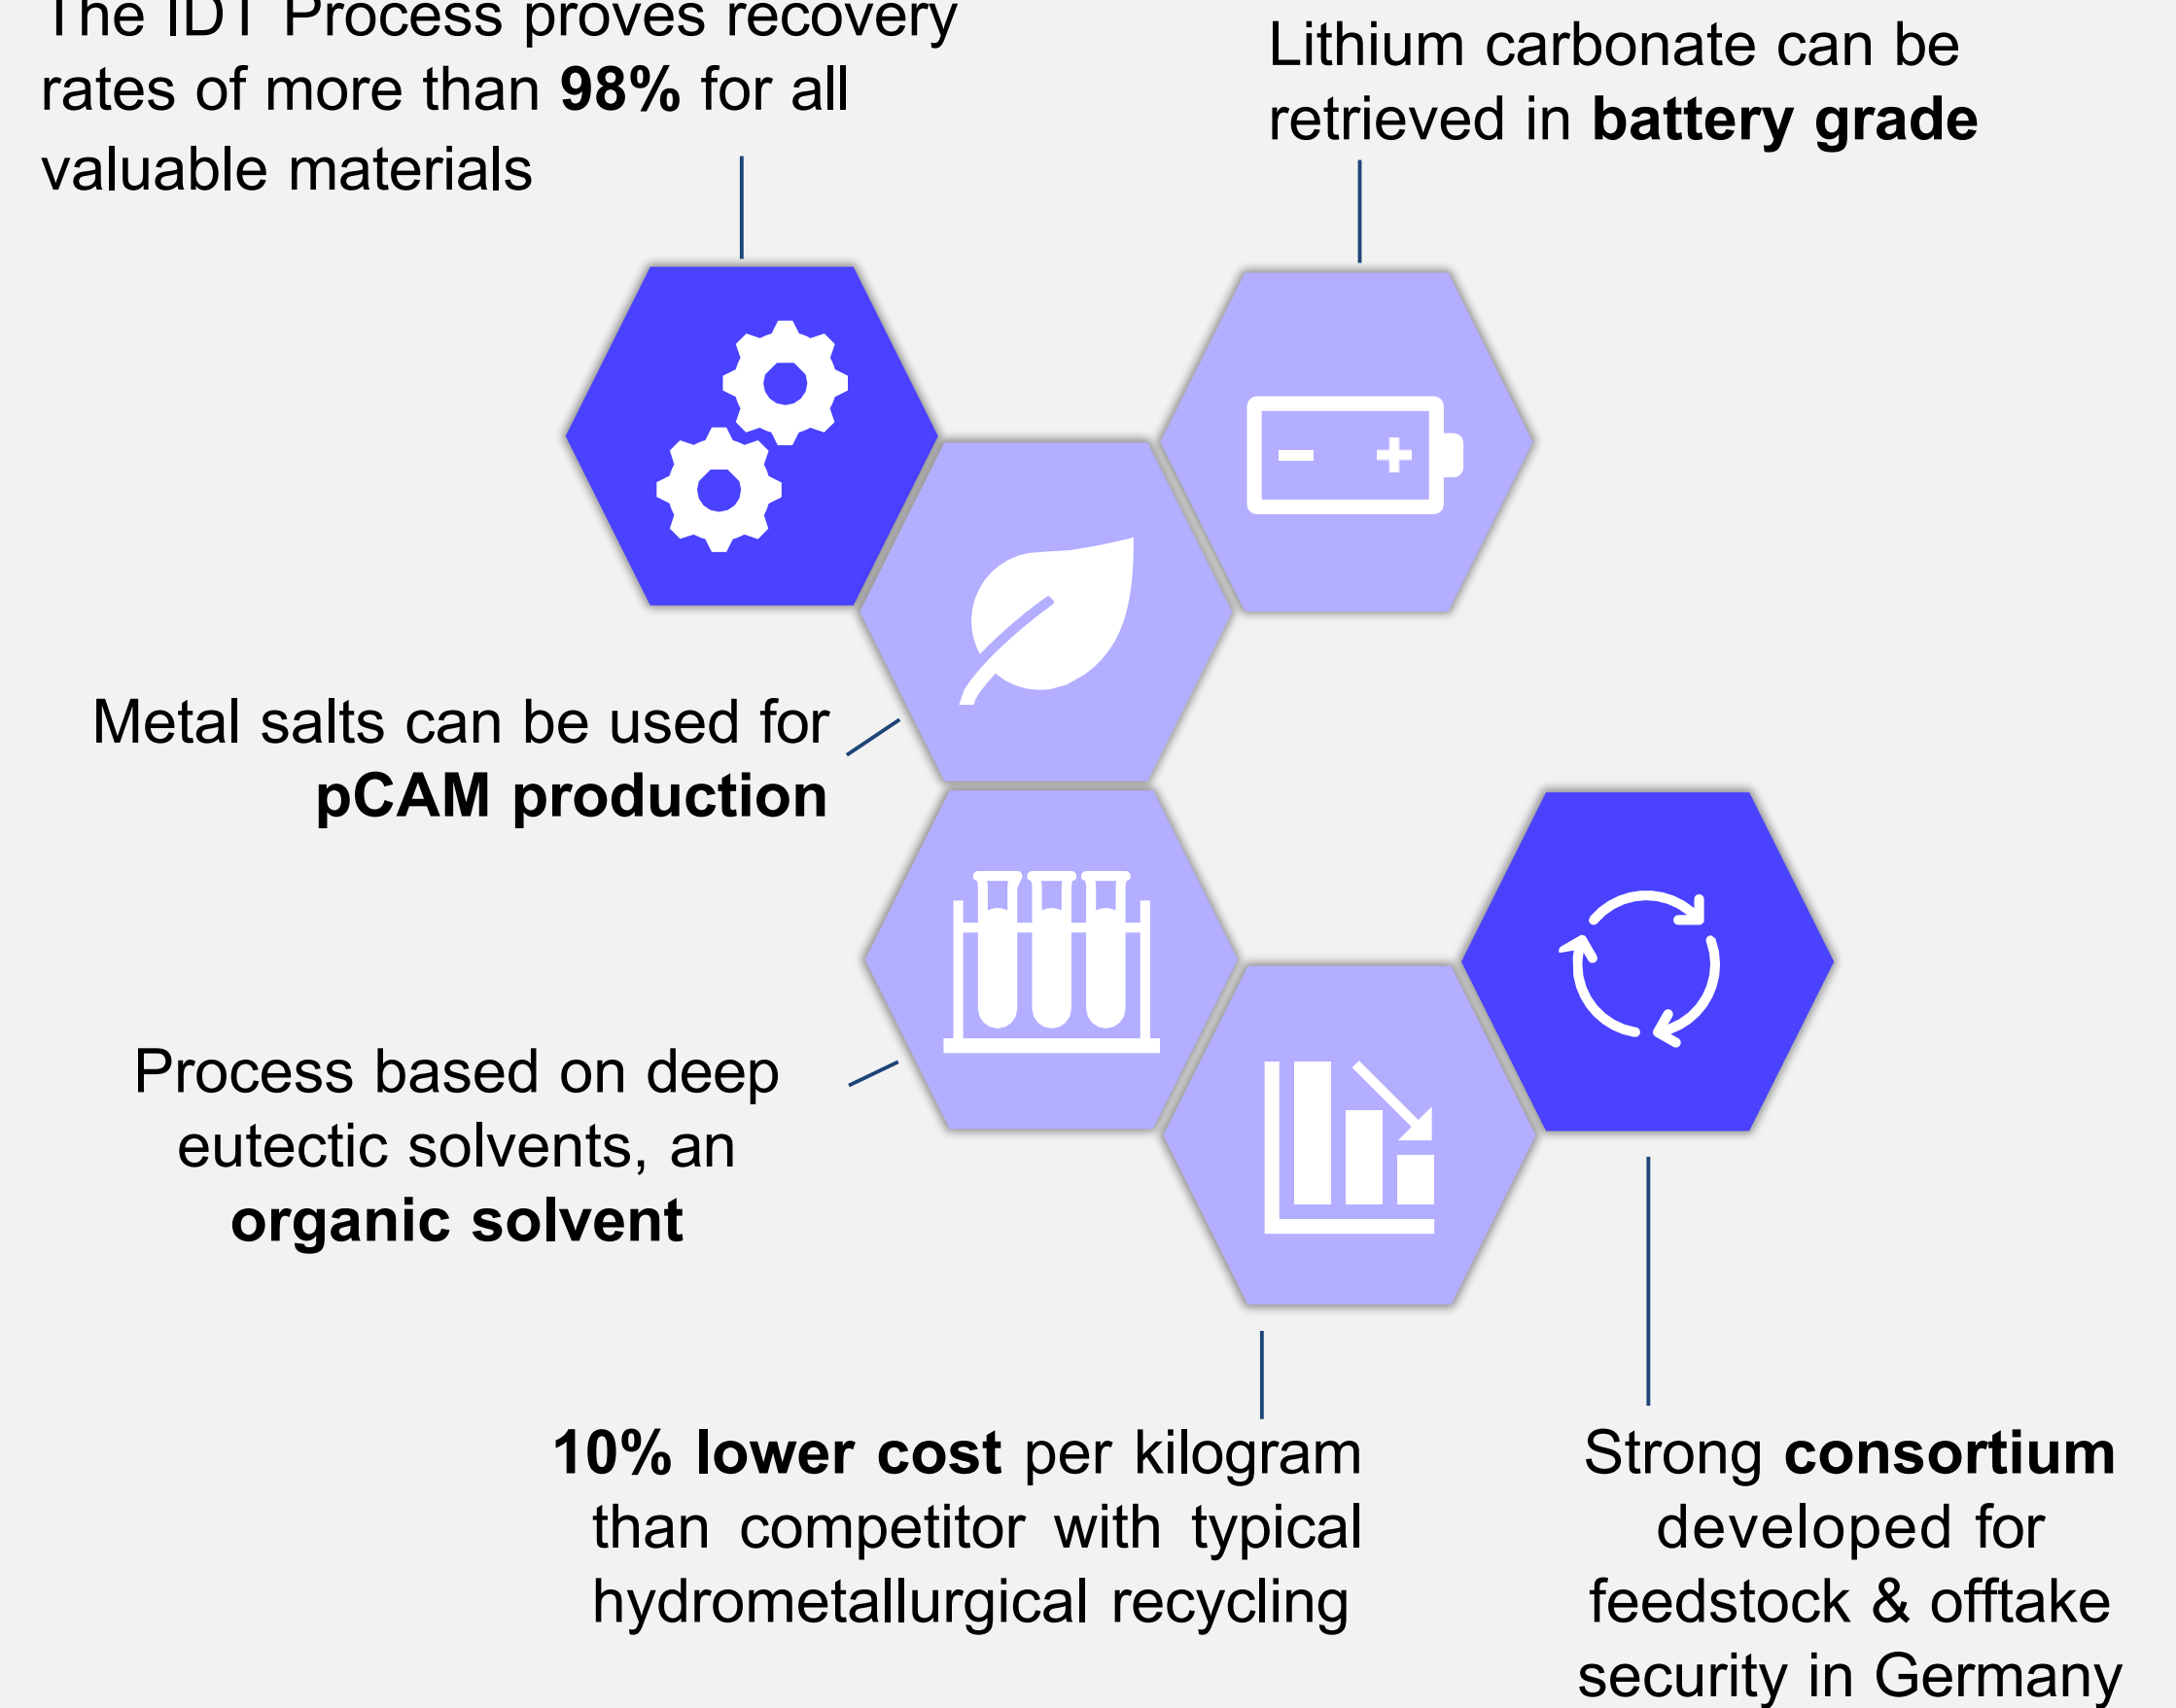 The IDT Process proves recovery
rates of more than 98% for all
valuable materials
Lithium carbonate can be
retrieved in battery grade
Metal salts can be used for
pCAM production
Process based on deep
eutectic solvents, an
organic solvent
10% lower cost per kilogram
than competitor with typical
hydrometallurgical recycling
Strong consortium
developed for
feedstock & offtake
security in Germany